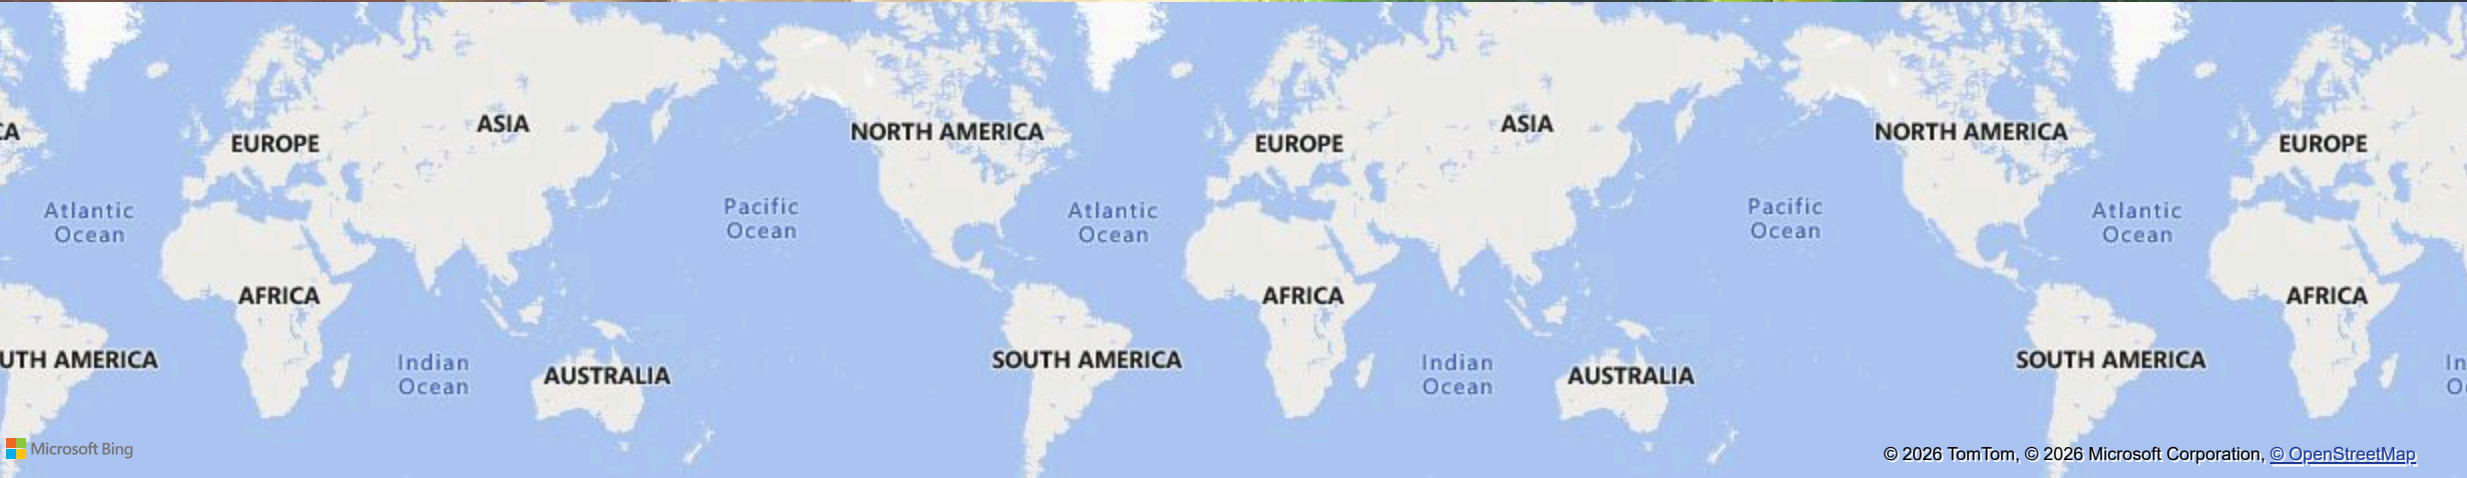 CA
EUROPE
ASIA
NORTH AMERICA
EUROPE
ASIA
NORTH AMERICA
EUROPE
Atlantic
Ocean
Pacific
Ocean
Atlantic
Ocean
Pacific
Ocean
Atlantic
Ocean
AFRICA
AFRICA
AFRICA
UTH AMERICA
Indian
Ocean
AUSTRALIA
SOUTH AMERICA
Indian
Ocean
AUSTRALIA
SOUTH AMERICA
In
O
Microsoft Bing
© 2026 TomTom, © 2026 Microsoft Corporation, © OpenStreetMap